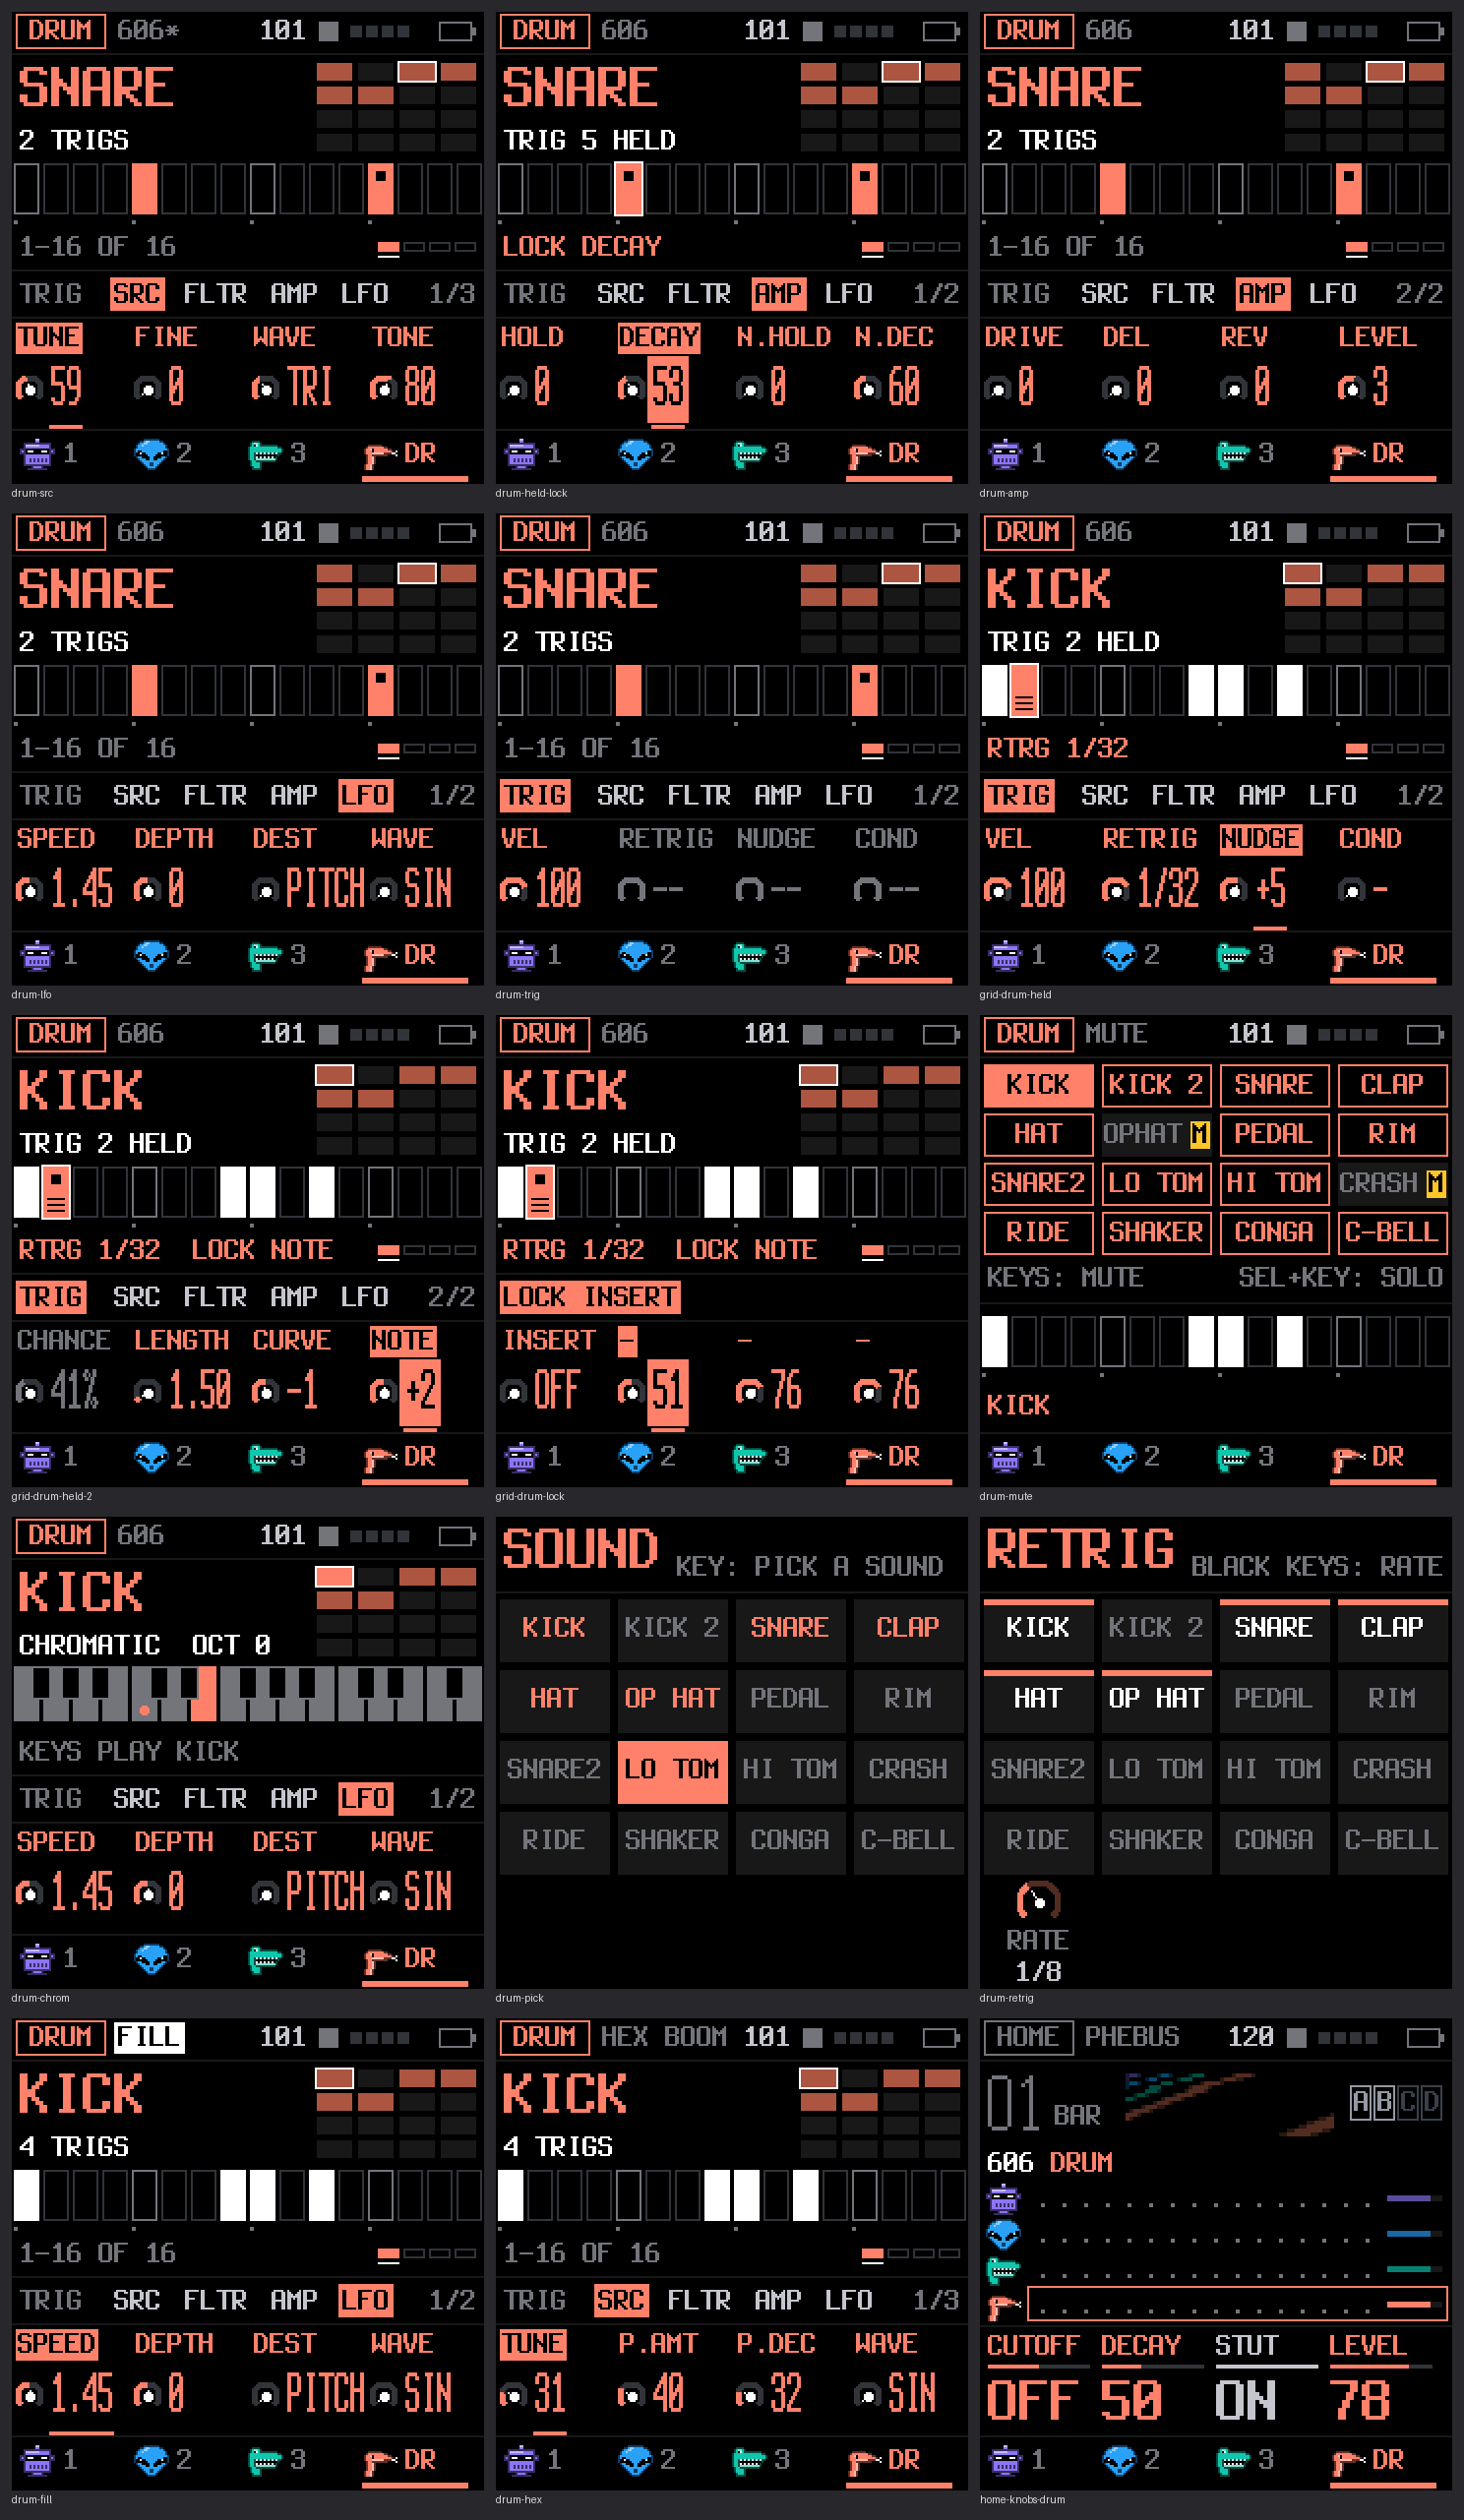 DRUM 606* 101
SNARE
2 TRIGS
1-16 OF 16
TRIG SRC FLTR AMP LFO 1/3
TUNE FINE WAVE TONE
59 0 TRI 80
1 2 3 DR
drum-src
DRUM 606 101
SNARE
TRIG 5 HELD
LOCK DECAY
TRIG SRC FLTR AMP LFO 1/2
HOLD DECAY N.HOLD N.DEC
0 53 0 60
1 2 3 DR
drum-held-lock
DRUM 606 101
SNARE
2 TRIGS
1-16 OF 16
TRIG SRC FLTR AMP LFO 2/2
DRIVE DEL REV LEVEL
0 0 0 3
1 2 3 DR
drum-amp
DRUM 606 101
SNARE
2 TRIGS
1-16 OF 16
TRIG SRC FLTR AMP LFO 1/2
SPEED DEPTH DEST WAVE
1.45 0 PITCH SIN
1 2 3 DR
drum-lfo
DRUM 606 101
SNARE
2 TRIGS
1-16 OF 16
TRIG SRC FLTR AMP LFO 1/2
VEL RETRIG NUDGE COND
100 -- -- --
1 2 3 DR
drum-trig
DRUM 606 101
KICK
TRIG 2 HELD
RTRG 1/32
TRIG SRC FLTR AMP LFO 1/2
VEL RETRIG NUDGE COND
100 1/32 +5 -
1 2 3 DR
grid-drum-held
DRUM 606 101
KICK
TRIG 2 HELD
RTRG 1/32 LOCK NOTE
TRIG SRC FLTR AMP LFO 2/2
CHANCE LENGTH CURVE NOTE
41% 1.50 -1 +2
1 2 3 DR
grid-drum-held-2
DRUM 606 101
KICK
TRIG 2 HELD
RTRG 1/32 LOCK NOTE
LOCK INSERT
INSERT - - -
OFF 51 76 76
1 2 3 DR
grid-drum-lock
DRUM MUTE 101
KICK KICK 2 SNARE CLAP
HAT OPHAT M PEDAL RIM
SNARE2 LO TOM HI TOM CRASH M
RIDE SHAKER CONGA C-BELL
KEYS: MUTE SEL+KEY: SOLO
KICK
1 2 3 DR
drum-mute
DRUM 606 101
KICK
CHROMATIC OCT 0
KEYS PLAY KICK
TRIG SRC FLTR AMP LFO 1/2
SPEED DEPTH DEST WAVE
1.45 0 PITCH SIN
1 2 3 DR
drum-chrom
SOUND KEY: PICK A SOUND
KICK KICK 2 SNARE CLAP
HAT OP HAT PEDAL RIM
SNARE2 LO TOM HI TOM CRASH
RIDE SHAKER CONGA C-BELL
drum-pick
RETRIG BLACK KEYS: RATE
KICK KICK 2 SNARE CLAP
HAT OP HAT PEDAL RIM
SNARE2 LO TOM HI TOM CRASH
RIDE SHAKER CONGA C-BELL
RATE
1/8
drum-retrig
DRUM FILL 101
KICK
4 TRIGS
1-16 OF 16
TRIG SRC FLTR AMP LFO 1/2
SPEED DEPTH DEST WAVE
1.45 0 PITCH SIN
1 2 3 DR
drum-fill
DRUM HEX BOOM 101
KICK
4 TRIGS
1-16 OF 16
TRIG SRC FLTR AMP LFO 1/3
TUNE P.AMT P.DEC WAVE
31 40 32 SIN
1 2 3 DR
drum-hex
HOME PHEBUS 120
01 BAR A B C D
606 DRUM
CUTOFF DECAY STUT LEVEL
OFF 50 ON 78
1 2 3 DR
home-knobs-drum